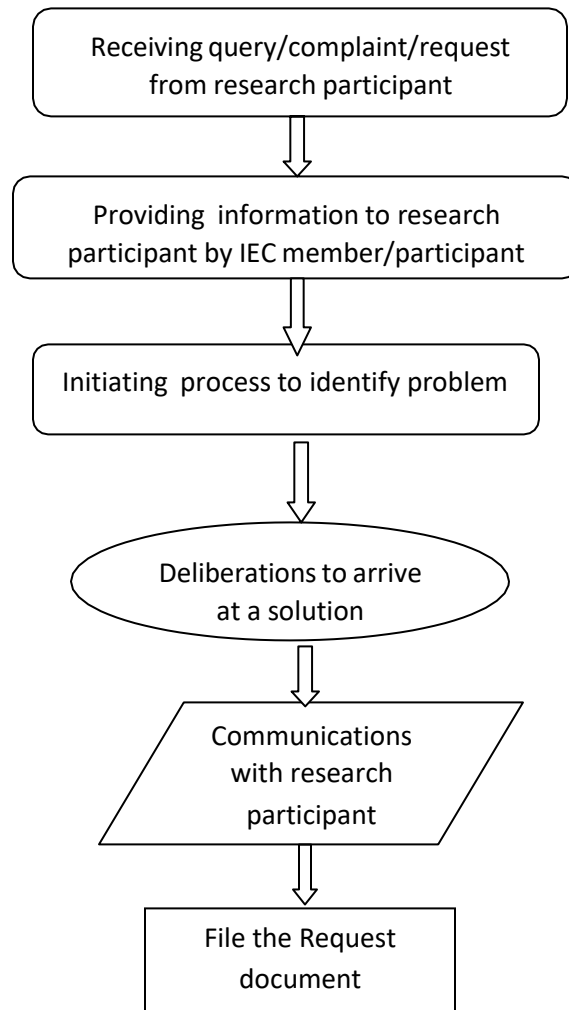 Receiving query/complaint/request
from research participant
Providing information to research
participant by IEC member/participant
Initiating process to identify problem
Deliberations to arrive
at a solution
Communications
with research
participant
File the Request
document